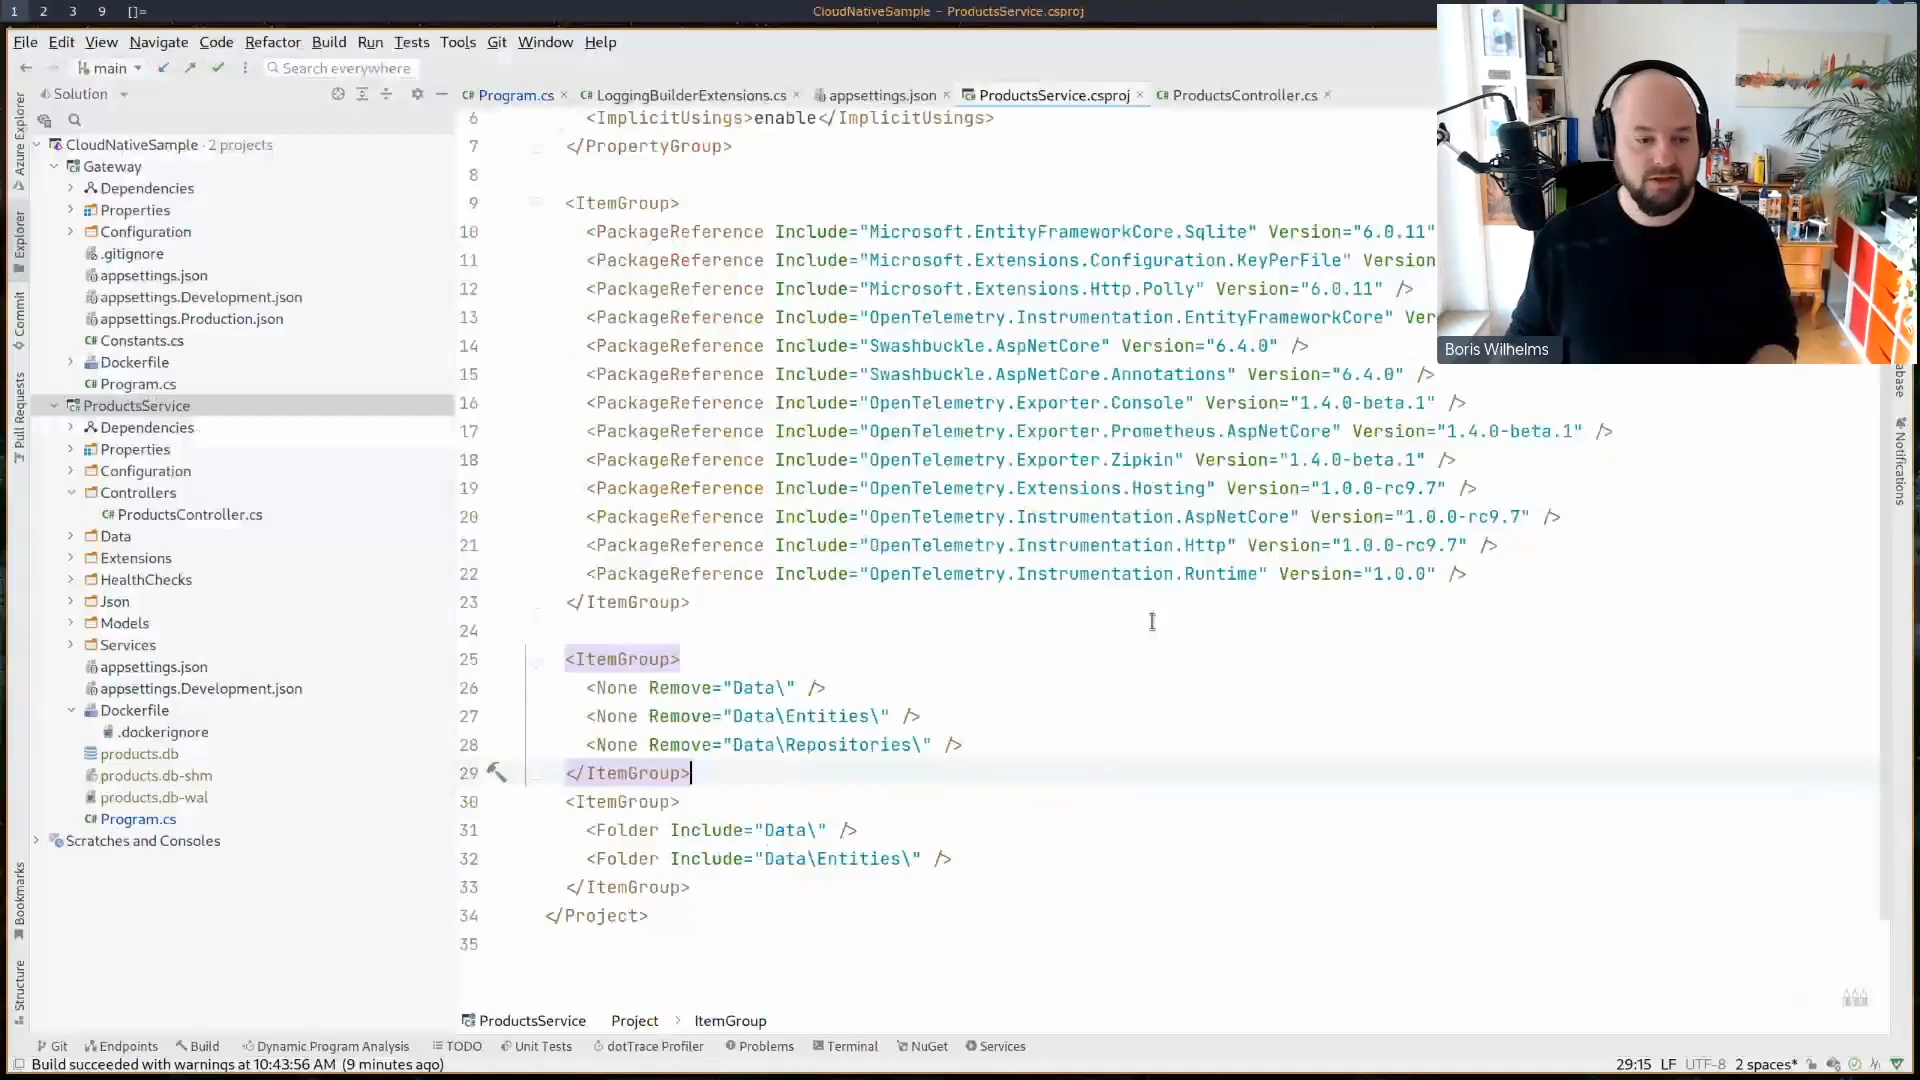 1 2 3 9 []=
CloudNativeSample – ProductsService.csproj
File Edit View Navigate Code Refactor Build Run Tests Tools Git Window Help
main Search everywhere
Solution
Program.cs LoggingBuilderExtensions.cs appsettings.json ProductsService.csproj ProductsController.cs
Azure Explorer
Explorer
Commit
Pull Requests
Bookmarks
Structure
CloudNativeSample · 2 projects
Gateway
Dependencies
Properties
Configuration
.gitignore
appsettings.json
appsettings.Development.json
appsettings.Production.json
C# Constants.cs
Dockerfile
C# Program.cs
ProductsService
Dependencies
Properties
Configuration
Controllers
C# ProductsController.cs
Data
Extensions
HealthChecks
Json
Models
Services
appsettings.json
appsettings.Development.json
Dockerfile
.dockerignore
products.db
products.db-shm
products.db-wal
C# Program.cs
Scratches and Consoles
6 <ImplicitUsings>enable</ImplicitUsings>
7 </PropertyGroup>
8
9 <ItemGroup>
10 <PackageReference Include="Microsoft.EntityFrameworkCore.Sqlite" Version="6.0.11"
11 <PackageReference Include="Microsoft.Extensions.Configuration.KeyPerFile" Version
12 <PackageReference Include="Microsoft.Extensions.Http.Polly" Version="6.0.11" />
13 <PackageReference Include="OpenTelemetry.Instrumentation.EntityFrameworkCore" Ver
14 <PackageReference Include="Swashbuckle.AspNetCore" Version="6.4.0" />
15 <PackageReference Include="Swashbuckle.AspNetCore.Annotations" Version="6.4.0" />
16 <PackageReference Include="OpenTelemetry.Exporter.Console" Version="1.4.0-beta.1" />
17 <PackageReference Include="OpenTelemetry.Exporter.Prometheus.AspNetCore" Version="1.4.0-beta.1" />
18 <PackageReference Include="OpenTelemetry.Exporter.Zipkin" Version="1.4.0-beta.1" />
19 <PackageReference Include="OpenTelemetry.Extensions.Hosting" Version="1.0.0-rc9.7" />
20 <PackageReference Include="OpenTelemetry.Instrumentation.AspNetCore" Version="1.0.0-rc9.7" />
21 <PackageReference Include="OpenTelemetry.Instrumentation.Http" Version="1.0.0-rc9.7" />
22 <PackageReference Include="OpenTelemetry.Instrumentation.Runtime" Version="1.0.0" />
23 </ItemGroup>
24
25 <ItemGroup>
26 <None Remove="Data\" />
27 <None Remove="Data\Entities\" />
28 <None Remove="Data\Repositories\" />
29 </ItemGroup>
30 <ItemGroup>
31 <Folder Include="Data\" />
32 <Folder Include="Data\Entities\" />
33 </ItemGroup>
34 </Project>
35
Boris Wilhelms
Notifications
ProductsService Project > ItemGroup
Git Endpoints Build Dynamic Program Analysis TODO Unit Tests dotTrace Profiler Problems Terminal NuGet Services
Build succeeded with warnings at 10:43:56 AM (9 minutes ago)
29:15 LF UTF-8 2 spaces*